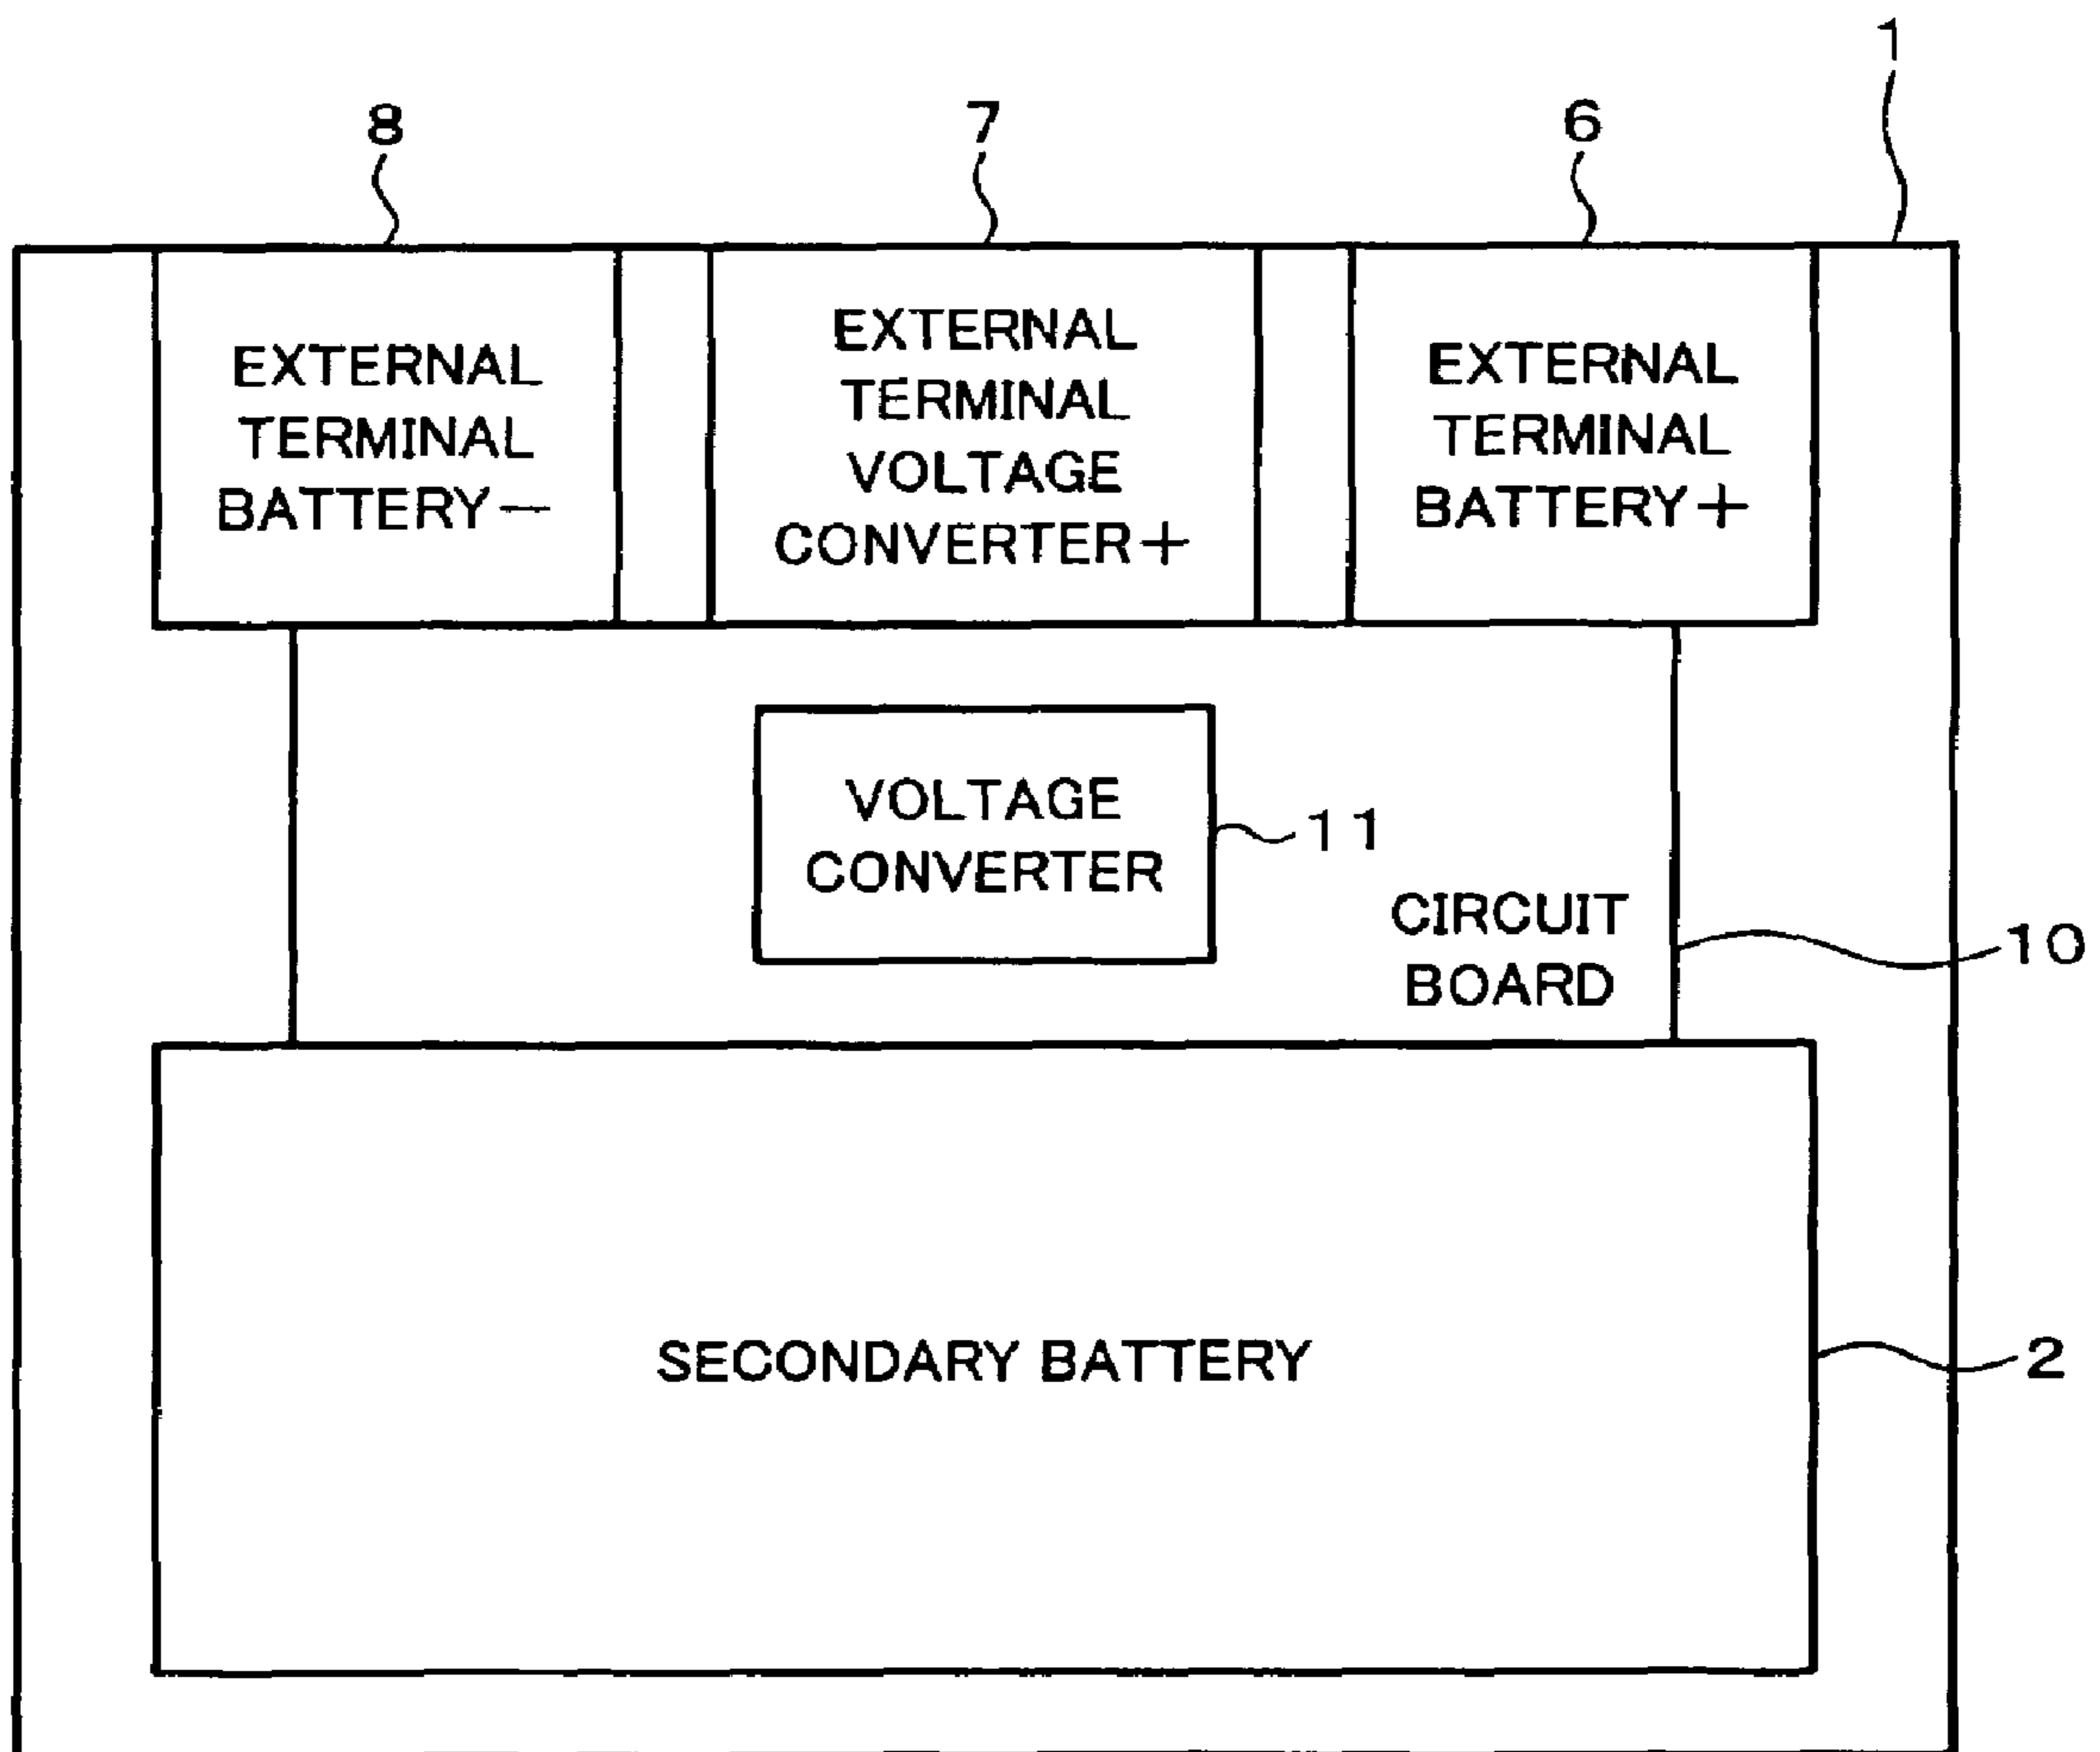 1
8
7
6
EXTERNAL
TERMINAL
BATTERY−
EXTERNAL
TERMINAL
VOLTAGE
CONVERTER+
EXTERNAL
TERMINAL
BATTERY+
VOLTAGE
CONVERTER
11
CIRCUIT
BOARD
10
SECONDARY BATTERY
2